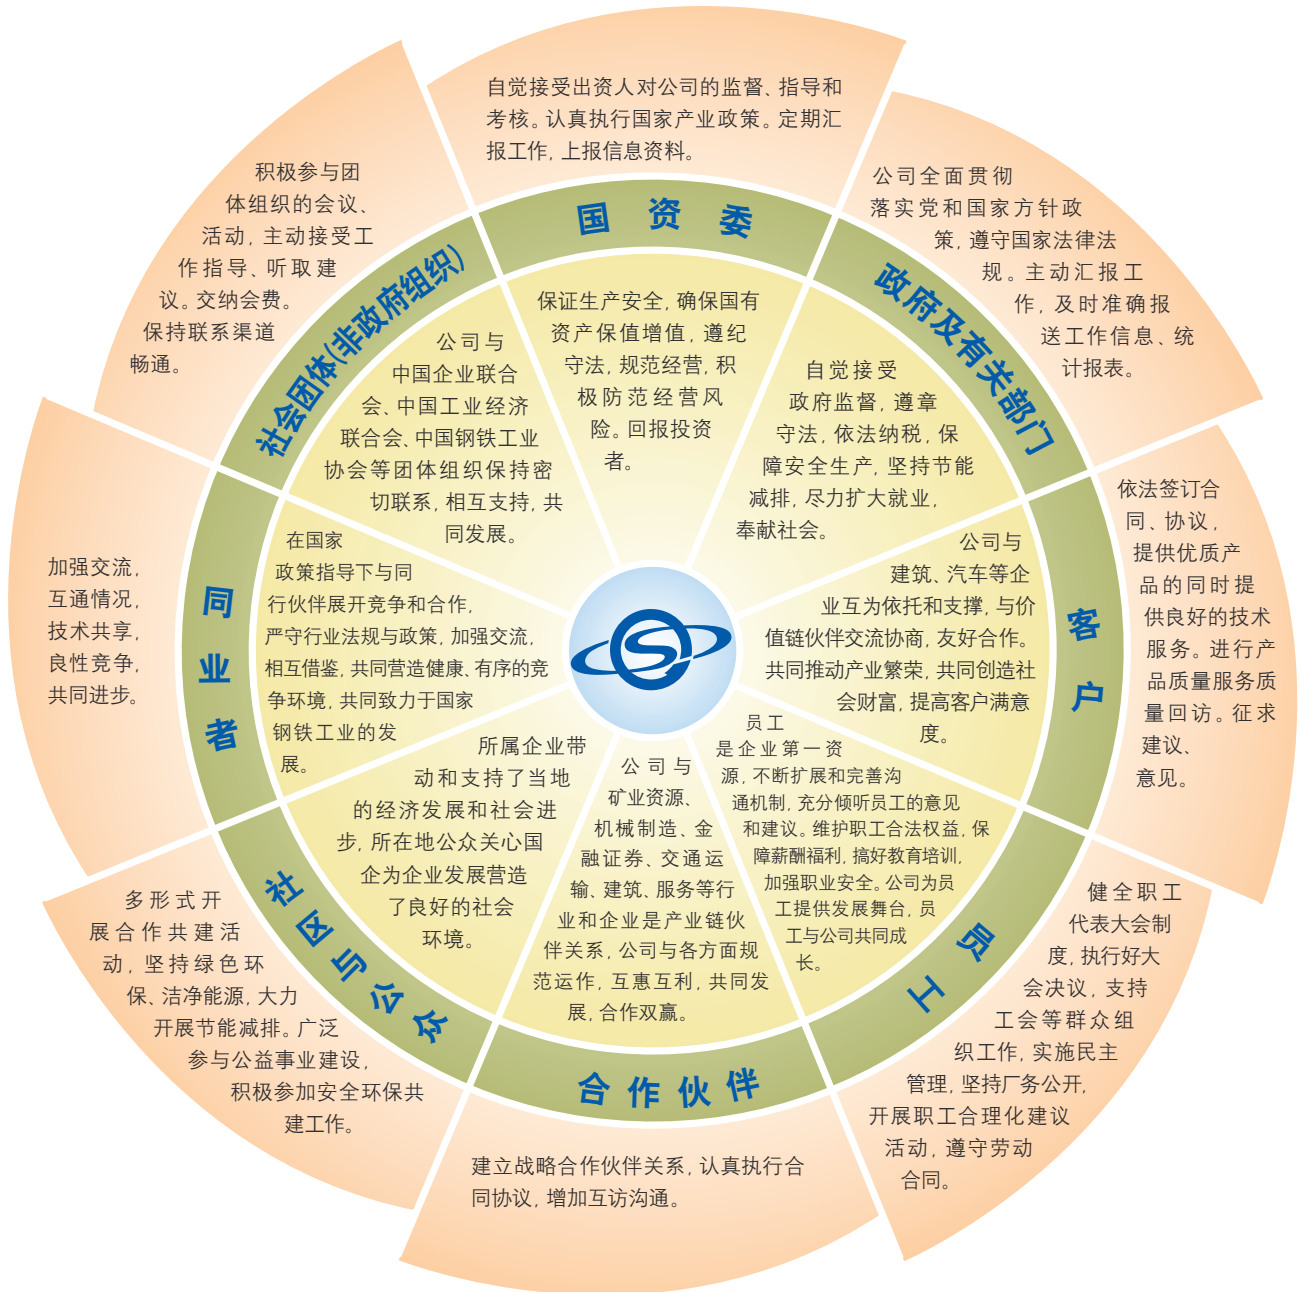 自觉接受出资人对公司的监督、指导和
考核。认真执行国家产业政策。定期汇
报工作,上报信息资料。
国资委
保证生产安全,确保国有
资产保值增值,遵纪
守法,规范经营,积
极防范经营风
险。回报投资
者。
公司全面贯彻
落实党和国家方针政
策,遵守国家法律法
规。主动汇报工
作,及时准确报
送工作信息、统
计报表。
政府及有关部门
自觉接受
政府监督,遵章
守法,依法纳税,保
障安全生产,坚持节能
减排,尽力扩大就业,
奉献社会。
依法签订合
同、协议,
提供优质产
品的同时提
供良好的技术
服务。进行产
品质量服务质
量回访。征求
建议、
意见。
客户
公司与
建筑、汽车等企
业互为依托和支撑,与价
值链伙伴交流协商,友好合作。
共同推动产业繁荣,共同创造社
会财富,提高客户满意
度。
健全职工
代表大会制
度,执行好大
会决议,支持
工会等群众组
织工作,实施民主
管理,坚持厂务公开,
开展职工合理化建议
活动,遵守劳动
合同。
员工
员工
是企业第一资
源,不断扩展和完善沟
通机制,充分倾听员工的意见
和建议。维护职工合法权益,保
障薪酬福利,搞好教育培训,
加强职业安全。公司为员
工提供发展舞台,员
工与公司共同成
长。
建立战略合作伙伴关系,认真执行合
同协议,增加互访沟通。
合作伙伴
公司与
矿业资源、
机械制造、金
融证券、交通运
输、建筑、服务等行
业和企业是产业链伙
伴关系,公司与各方面规
范运作,互惠互利,共同发
展,合作双赢。
多形式开
展合作共建活
动,坚持绿色环
保、洁净能源,大力
开展节能减排。广泛
参与公益事业建设,
积极参加安全环保共
建工作。
社区与公众
所属企业带
动和支持了当地
的经济发展和社会进
步,所在地公众关心国
企为企业发展营造
了良好的社会
环境。
加强交流,
互通情况,
技术共享,
良性竞争,
共同进步。
同业者
在国家
政策指导下与同
行伙伴展开竞争和合作,
严守行业法规与政策,加强交流,
相互借鉴,共同营造健康、有序的竞
争环境,共同致力于国家
钢铁工业的发
展。
积极参与团
体组织的会议、
活动,主动接受工
作指导、听取建
议。交纳会费。
保持联系渠道
畅通。
社会团体(非政府组织)
公司与
中国企业联合
会、中国工业经济
联合会、中国钢铁工业
协会等团体组织保持密
切联系,相互支持,共
同发展。